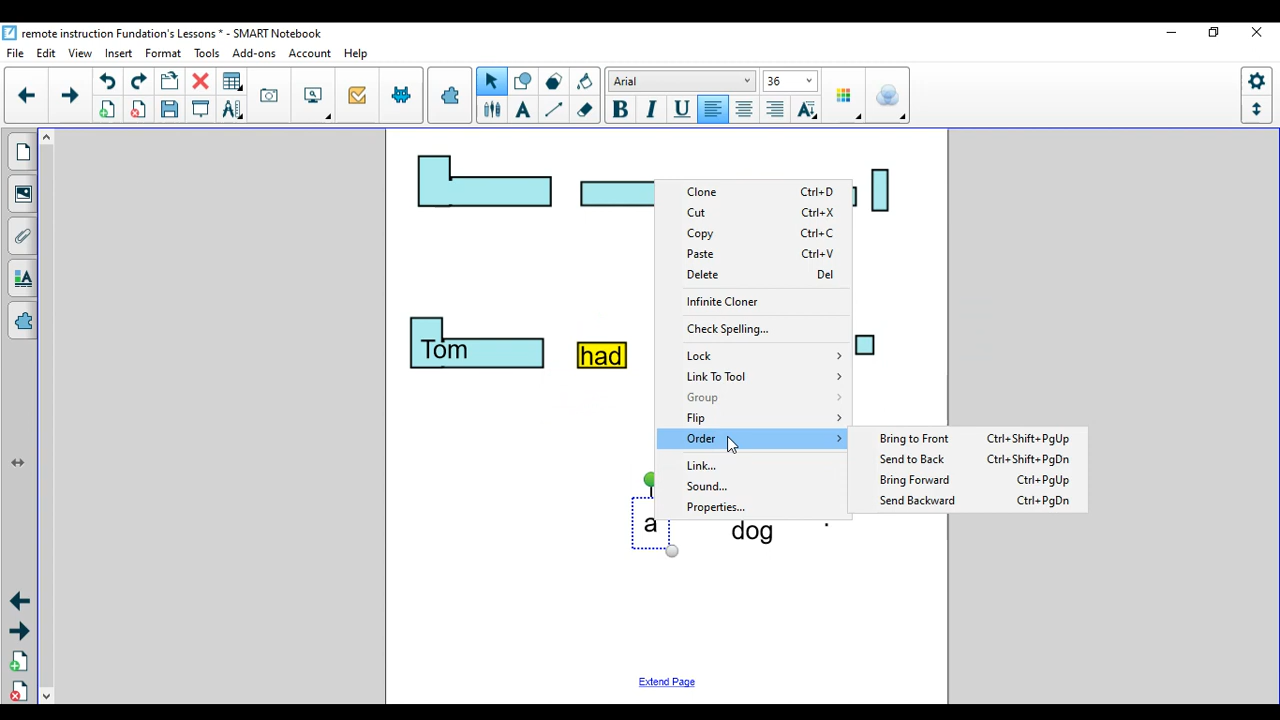 remote instruction Fundation's Lessons * - SMART Notebook
File Edit View Insert Format Tools Add-ons Account Help
Arial 36
B I U A
Clone Ctrl+D
Cut Ctrl+X
Copy Ctrl+C
Paste Ctrl+V
Delete Del
Infinite Cloner
Check Spelling...
Lock
Link To Tool
Group
Flip
Order
Link...
Sound...
Properties...
Bring to Front Ctrl+Shift+PgUp
Send to Back Ctrl+Shift+PgDn
Bring Forward Ctrl+PgUp
Send Backward Ctrl+PgDn
Tom had
a dog .
Extend Page